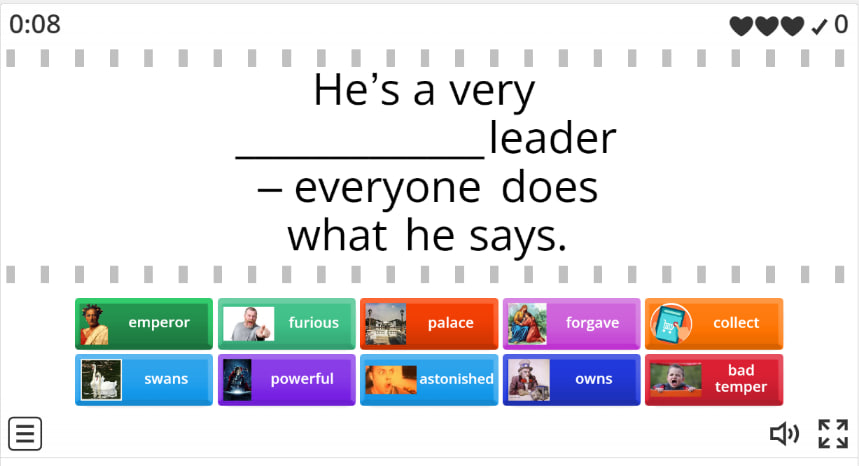 0:08
✓ 0
He’s a very
____________leader
– everyone does
what he says.
emperor
furious
palace
forgave
collect
swans
powerful
astonished
owns
bad
temper